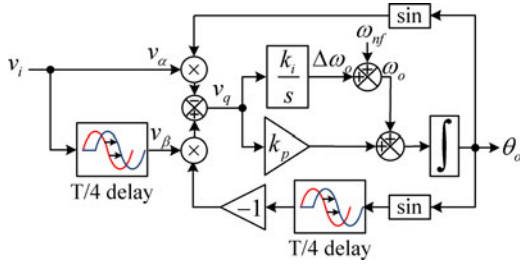 sin
v_i
v_α
ω_nf
k_i
s
Δω_o
ω_o
v_q
v_β
k_p
∫
θ_o
T/4 delay
−1
sin
T/4 delay